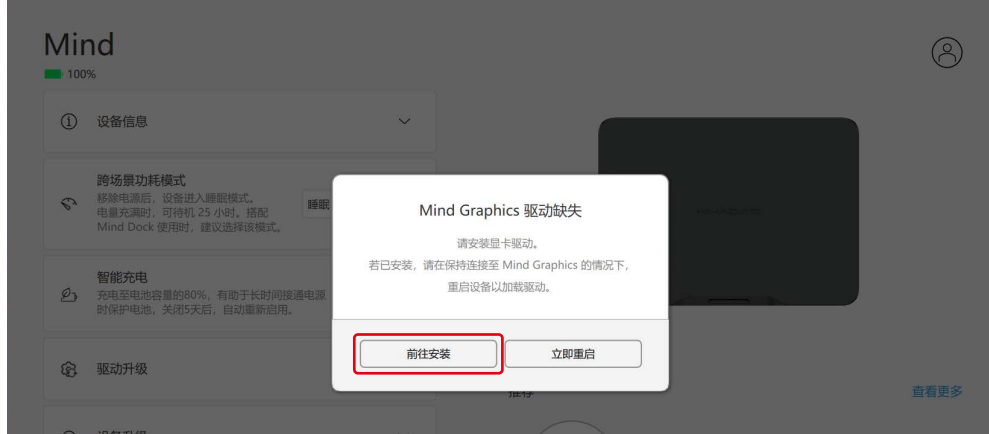 Mind
100%
设备信息
跨场景功耗模式
移除电源后，设备进入睡眠模式。
电量充满时，可待机 25 小时。搭配
Mind Dock 使用时，建议选择该模式。
睡眠
智能充电
充电至电池容量的80%，有助于长时间接通电源
时保护电池，关闭5天后，自动重新启用。
驱动升级
Mind Graphics 驱动缺失
请安装显卡驱动。
若已安装，请在保持连接至 Mind Graphics 的情况下，
重启设备以加载驱动。
前往安装
立即重启
推荐
查看更多